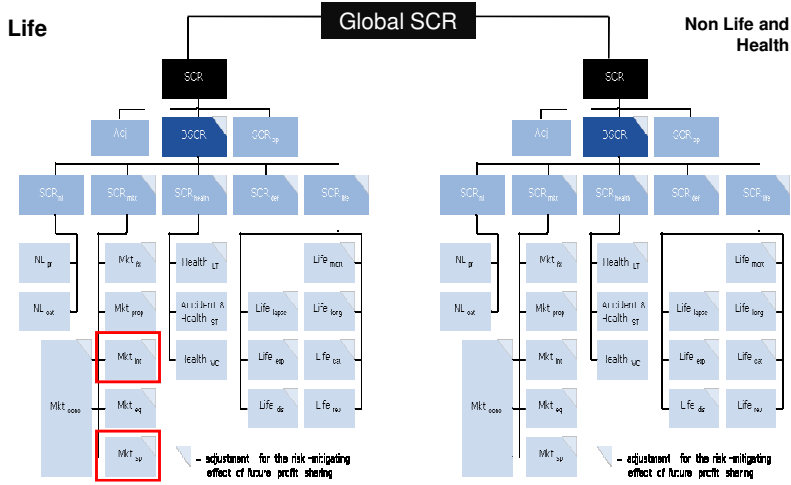 Life
Global SCR
Non Life and
Health
SCR
Adj
BSCR
SCR op
SCR nl
SCR mkt
SCR health
SCR def
SCR life
NL pr
Mkt fx
Health LT
Life mort
NL cat
Mkt prop
Accident &
Health ST
Life lapse
Life long
Mkt int
Health WC
Life exp
Life cat
Mkt conc
Mkt eq
Life dis
Life rev
Mkt sp
= adjustment for the risk-mitigating
effect of future profit sharing
SCR
Adj
BSCR
SCR op
SCR nl
SCR mkt
SCR health
SCR def
SCR life
NL pr
Mkt fx
Health LT
Life mort
NL cat
Mkt prop
Accident &
Health ST
Life lapse
Life long
Mkt int
Health WC
Life exp
Life cat
Mkt conc
Mkt eq
Life dis
Life rev
Mkt sp
= adjustment for the risk-mitigating
effect of future profit sharing